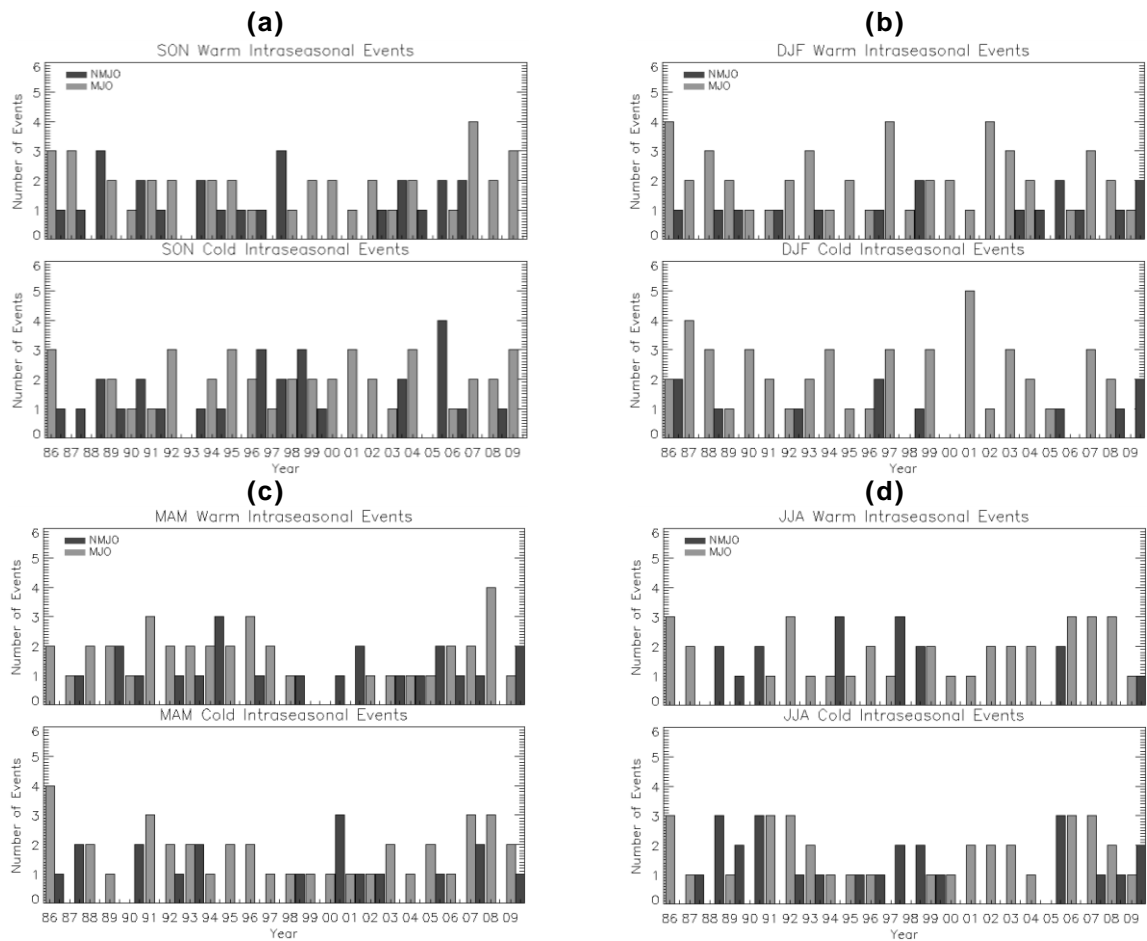 (a)
SON Warm Intraseasonal Events
6
5
4
3
2
1
0
Number of Events
NMJO
MJO
SON Cold Intraseasonal Events
6
5
4
3
2
1
0
Number of Events
86 87 88 89 90 91 92 93 94 95 96 97 98 99 00 01 02 03 04 05 06 07 08 09
Year
(b)
DJF Warm Intraseasonal Events
6
5
4
3
2
1
0
Number of Events
NMJO
MJO
DJF Cold Intraseasonal Events
6
5
4
3
2
1
0
Number of Events
86 87 88 89 90 91 92 93 94 95 96 97 98 99 00 01 02 03 04 05 06 07 08 09
Year
(c)
MAM Warm Intraseasonal Events
6
5
4
3
2
1
0
Number of Events
NMJO
MJO
MAM Cold Intraseasonal Events
6
5
4
3
2
1
0
Number of Events
86 87 88 89 90 91 92 93 94 95 96 97 98 99 00 01 02 03 04 05 06 07 08 09
Year
(d)
JJA Warm Intraseasonal Events
6
5
4
3
2
1
0
Number of Events
NMJO
MJO
JJA Cold Intraseasonal Events
6
5
4
3
2
1
0
Number of Events
86 87 88 89 90 91 92 93 94 95 96 97 98 99 00 01 02 03 04 05 06 07 08 09
Year